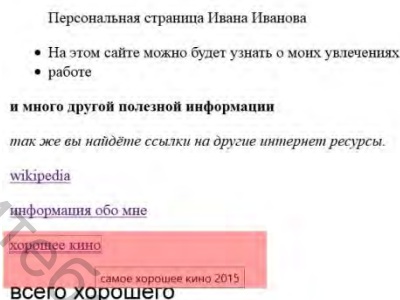 Персональная страница Ивана Иванова
• На этом сайте можно будет узнать о моих увлечениях
• работе
и много другой полезной информации
так же вы найдёте ссылки на другие интернет ресурсы.
wikipedia
информация обо мне
хорошее кино
самое хорошее кино 2015
всего хорошего